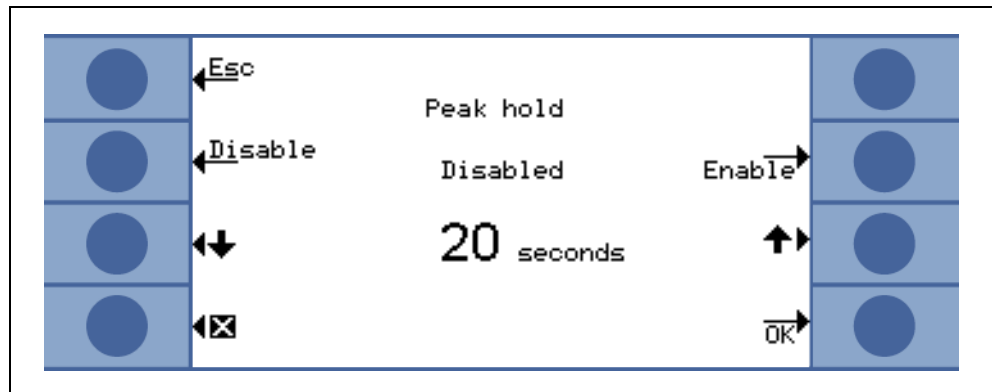 Esc
Peak hold
Disable
Disabled
Enable
20 seconds
OK